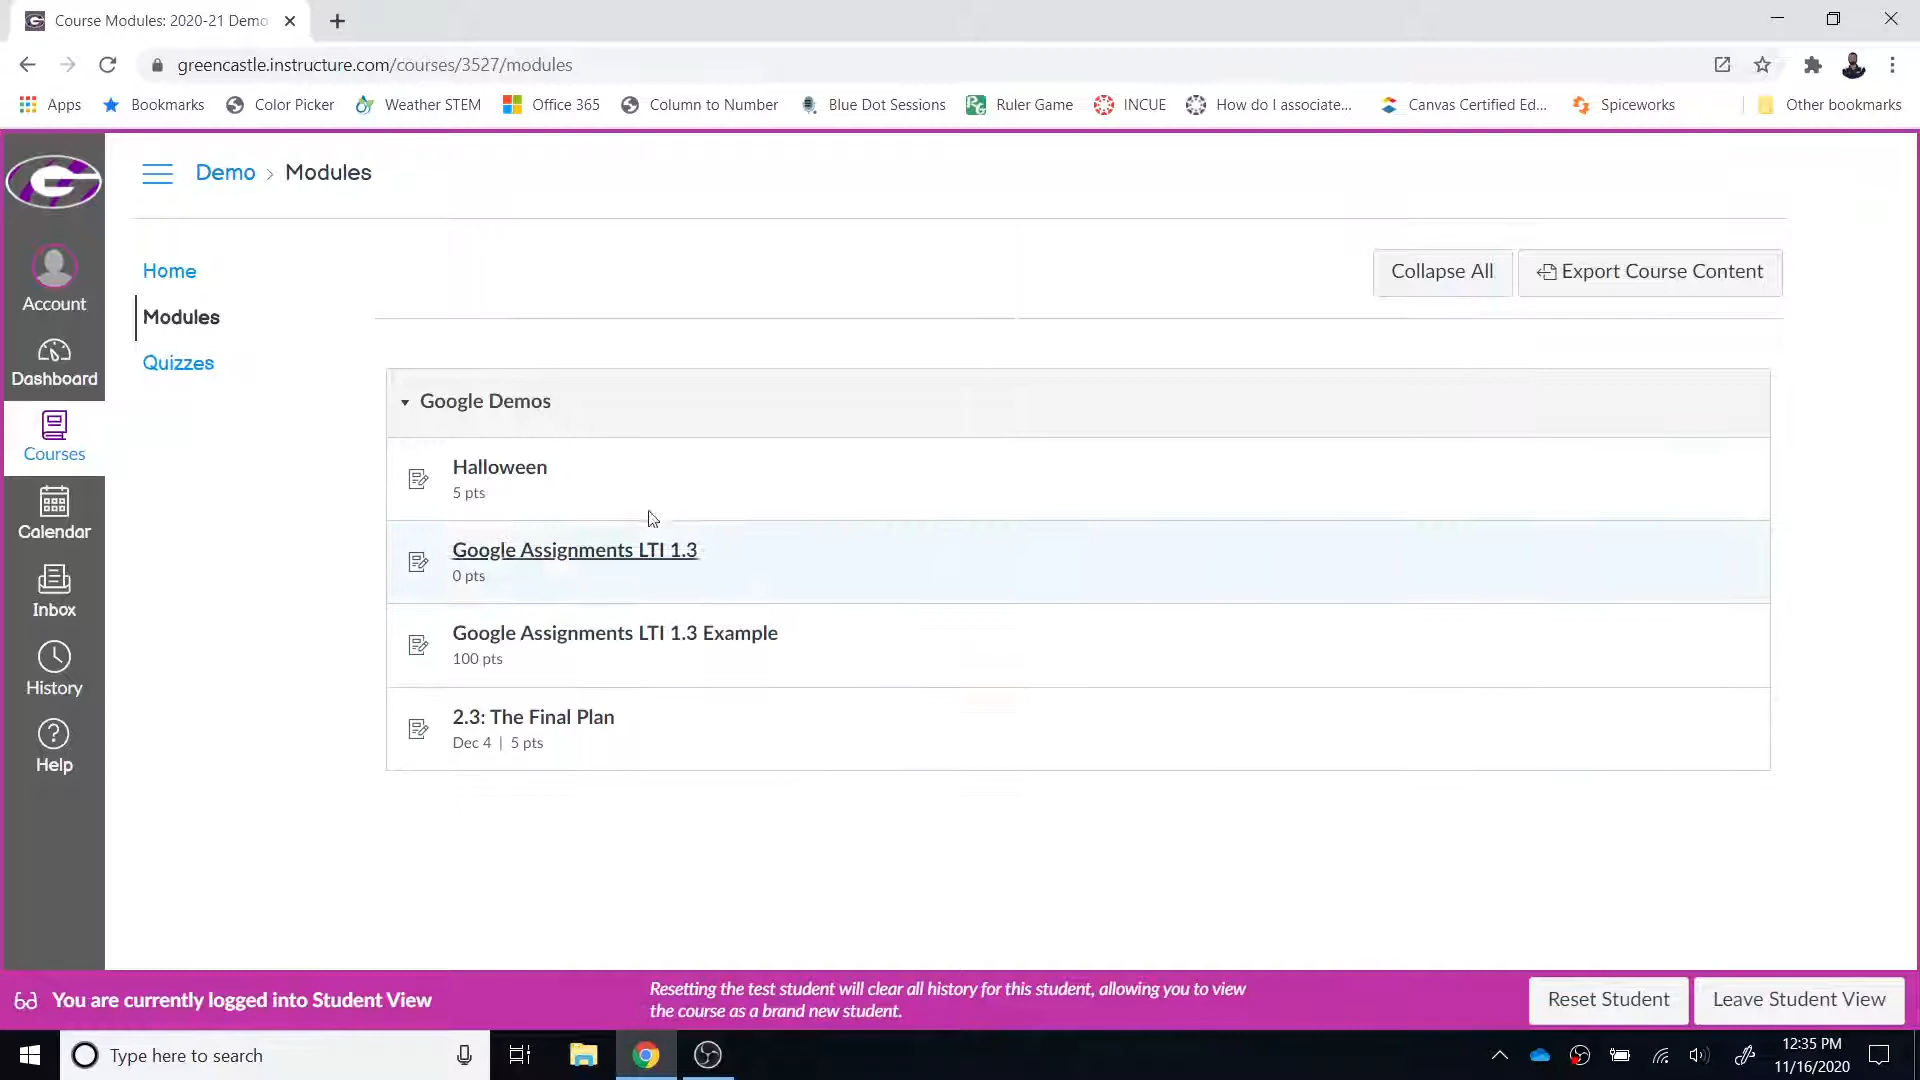 Course Modules: 2020-21 Demo
greencastle.instructure.com/courses/3527/modules
Apps
Bookmarks
Color Picker
Weather STEM
Office 365
Column to Number
Blue Dot Sessions
Ruler Game
INCUE
How do I associate...
Canvas Certified Ed...
Spiceworks
Other bookmarks
G
Account
Dashboard
Courses
Calendar
Inbox
History
Help
Demo > Modules
Home
Modules
Quizzes
Collapse All
Export Course Content
Google Demos
Halloween
5 pts
Google Assignments LTI 1.3
0 pts
Google Assignments LTI 1.3 Example
100 pts
2.3: The Final Plan
Dec 4 | 5 pts
You are currently logged into Student View
Resetting the test student will clear all history for this student, allowing you to view
the course as a brand new student.
Reset Student
Leave Student View
Type here to search
12:35 PM
11/16/2020